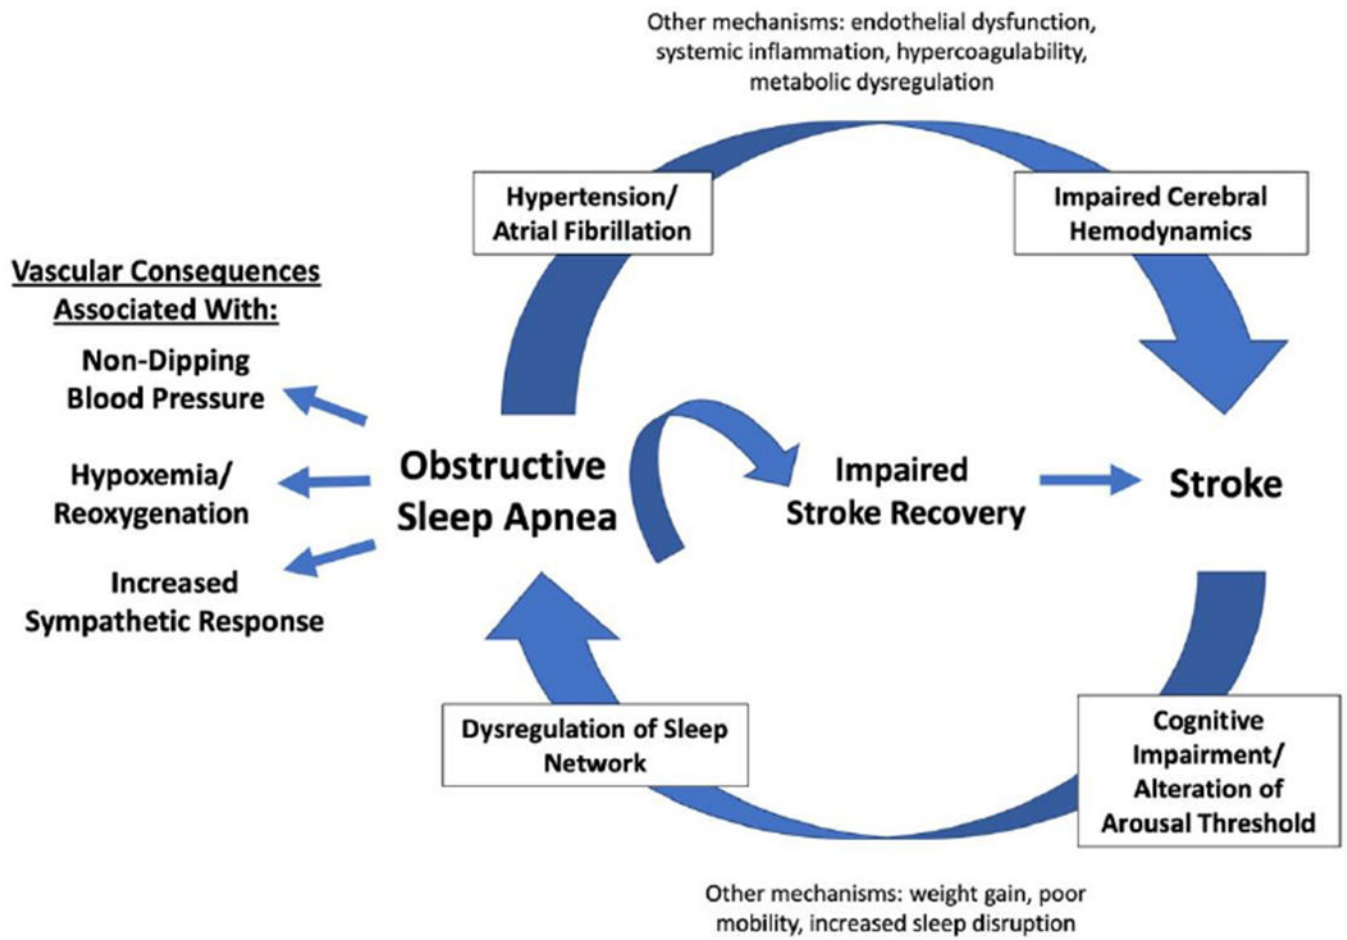 Other mechanisms: endothelial dysfunction,
systemic inflammation, hypercoagulability,
metabolic dysregulation
Hypertension/
Atrial Fibrillation
Impaired Cerebral
Hemodynamics
Vascular Consequences
Associated With:
Non-Dipping
Blood Pressure
Hypoxemia/
Reoxygenation
Increased
Sympathetic Response
Obstructive
Sleep Apnea
Impaired
Stroke Recovery
Stroke
Dysregulation of Sleep
Network
Cognitive
Impairment/
Alteration of
Arousal Threshold
Other mechanisms: weight gain, poor
mobility, increased sleep disruption